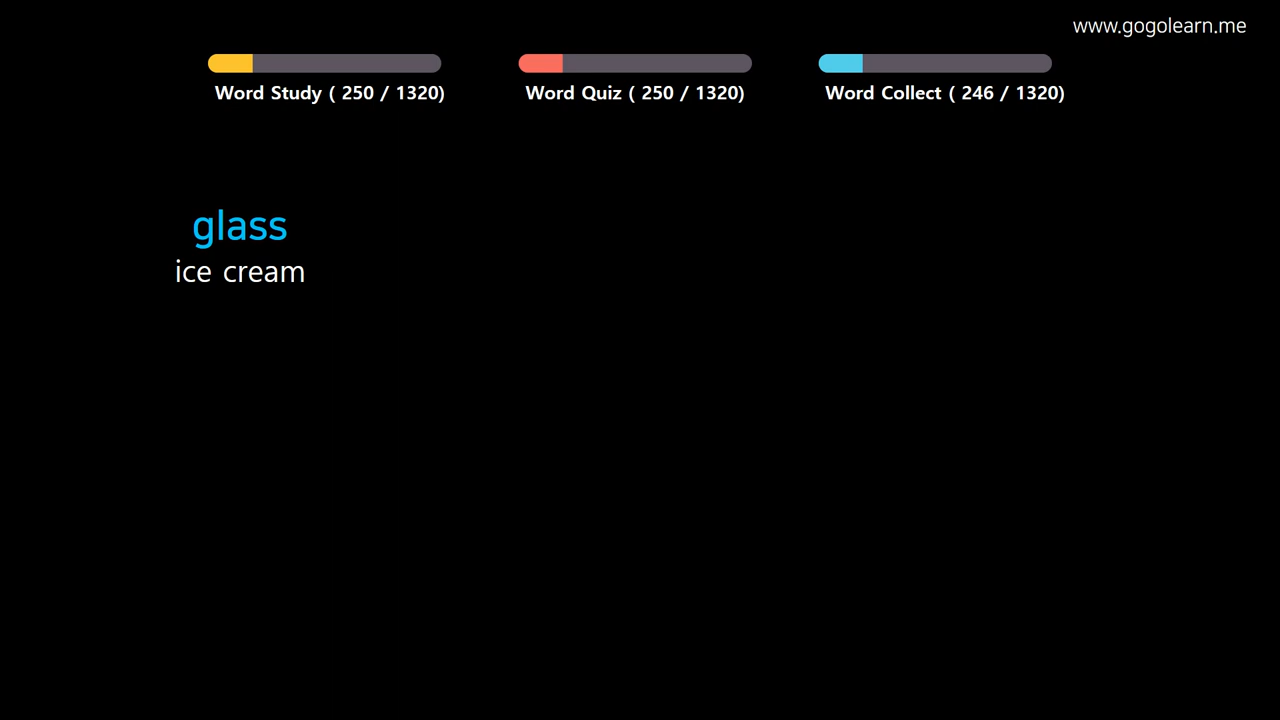 www.gogolearn.me
Word Study ( 250 / 1320)
Word Quiz ( 250 / 1320)
Word Collect ( 246 / 1320)
glass
ice cream